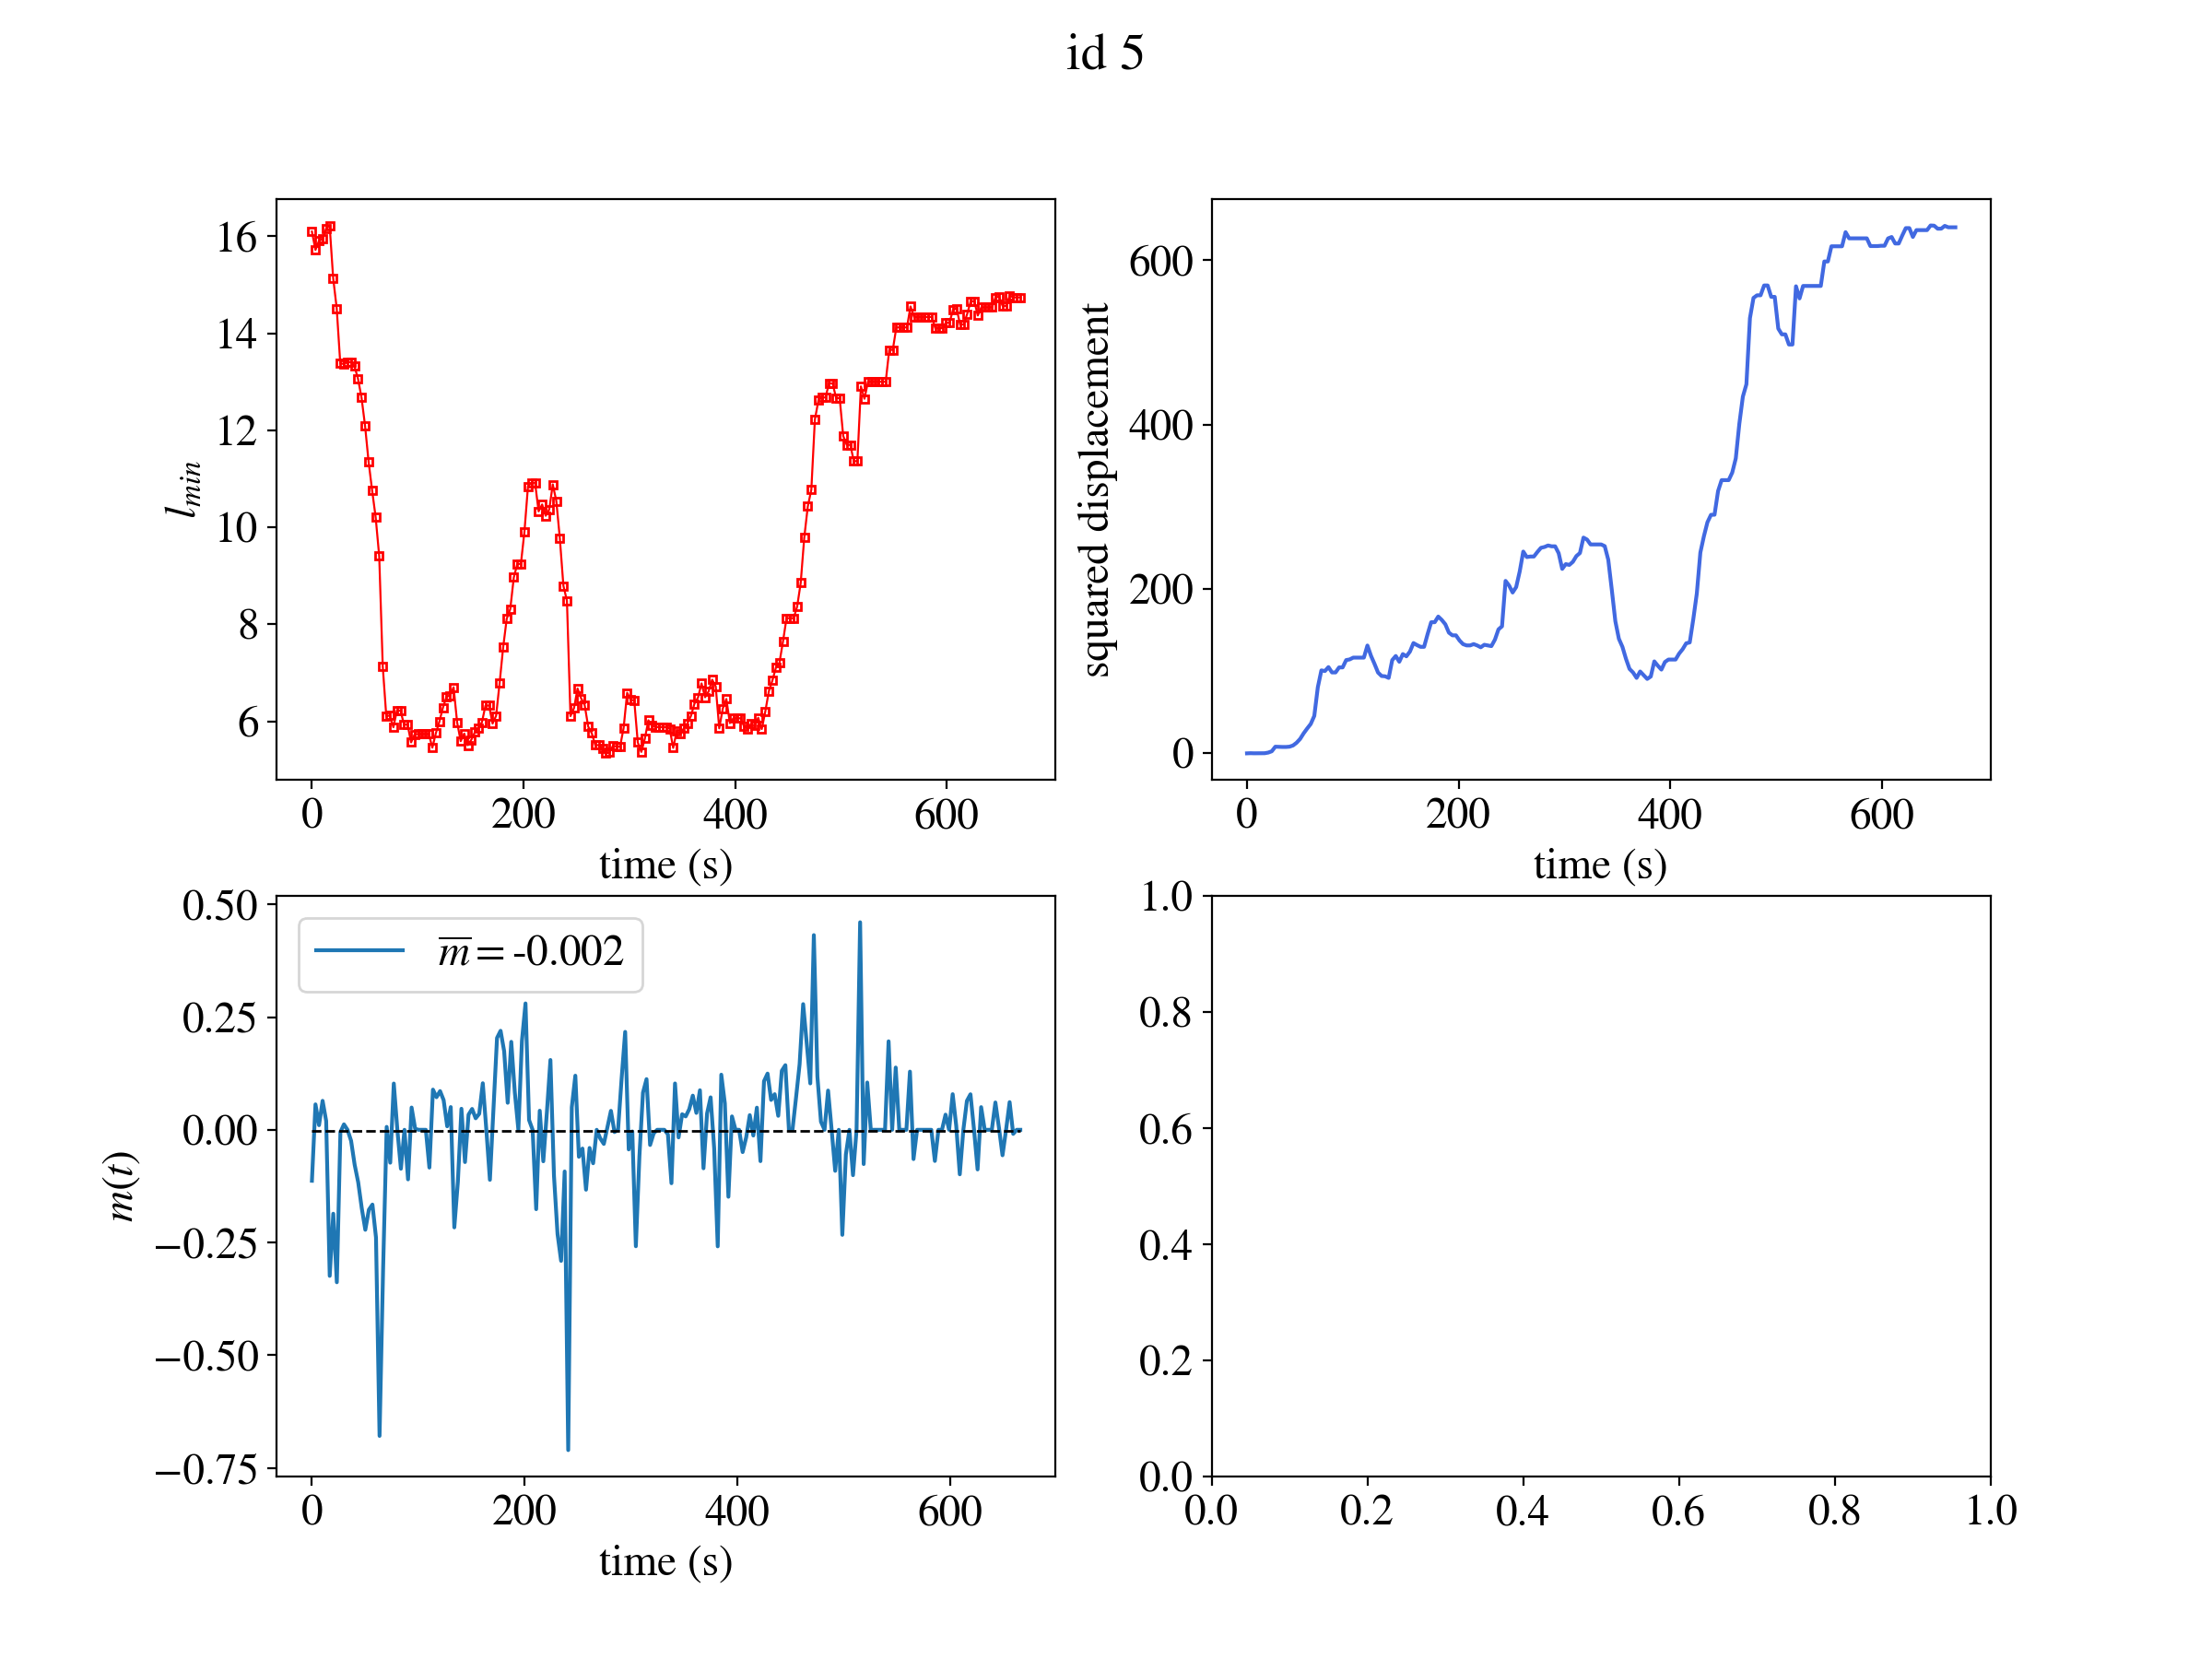 id 5
16
14
12
10
8
6
l_min
0 200 400 600
time (s)
600
400
200
0
squared displacement
0 200 400 600
time (s)
0.50
0.25
0.00
−0.25
−0.50
−0.75
m(t)
m̅ = -0.002
0 200 400 600
time (s)
1.0
0.8
0.6
0.4
0.2
0.0
0.0 0.2 0.4 0.6 0.8 1.0